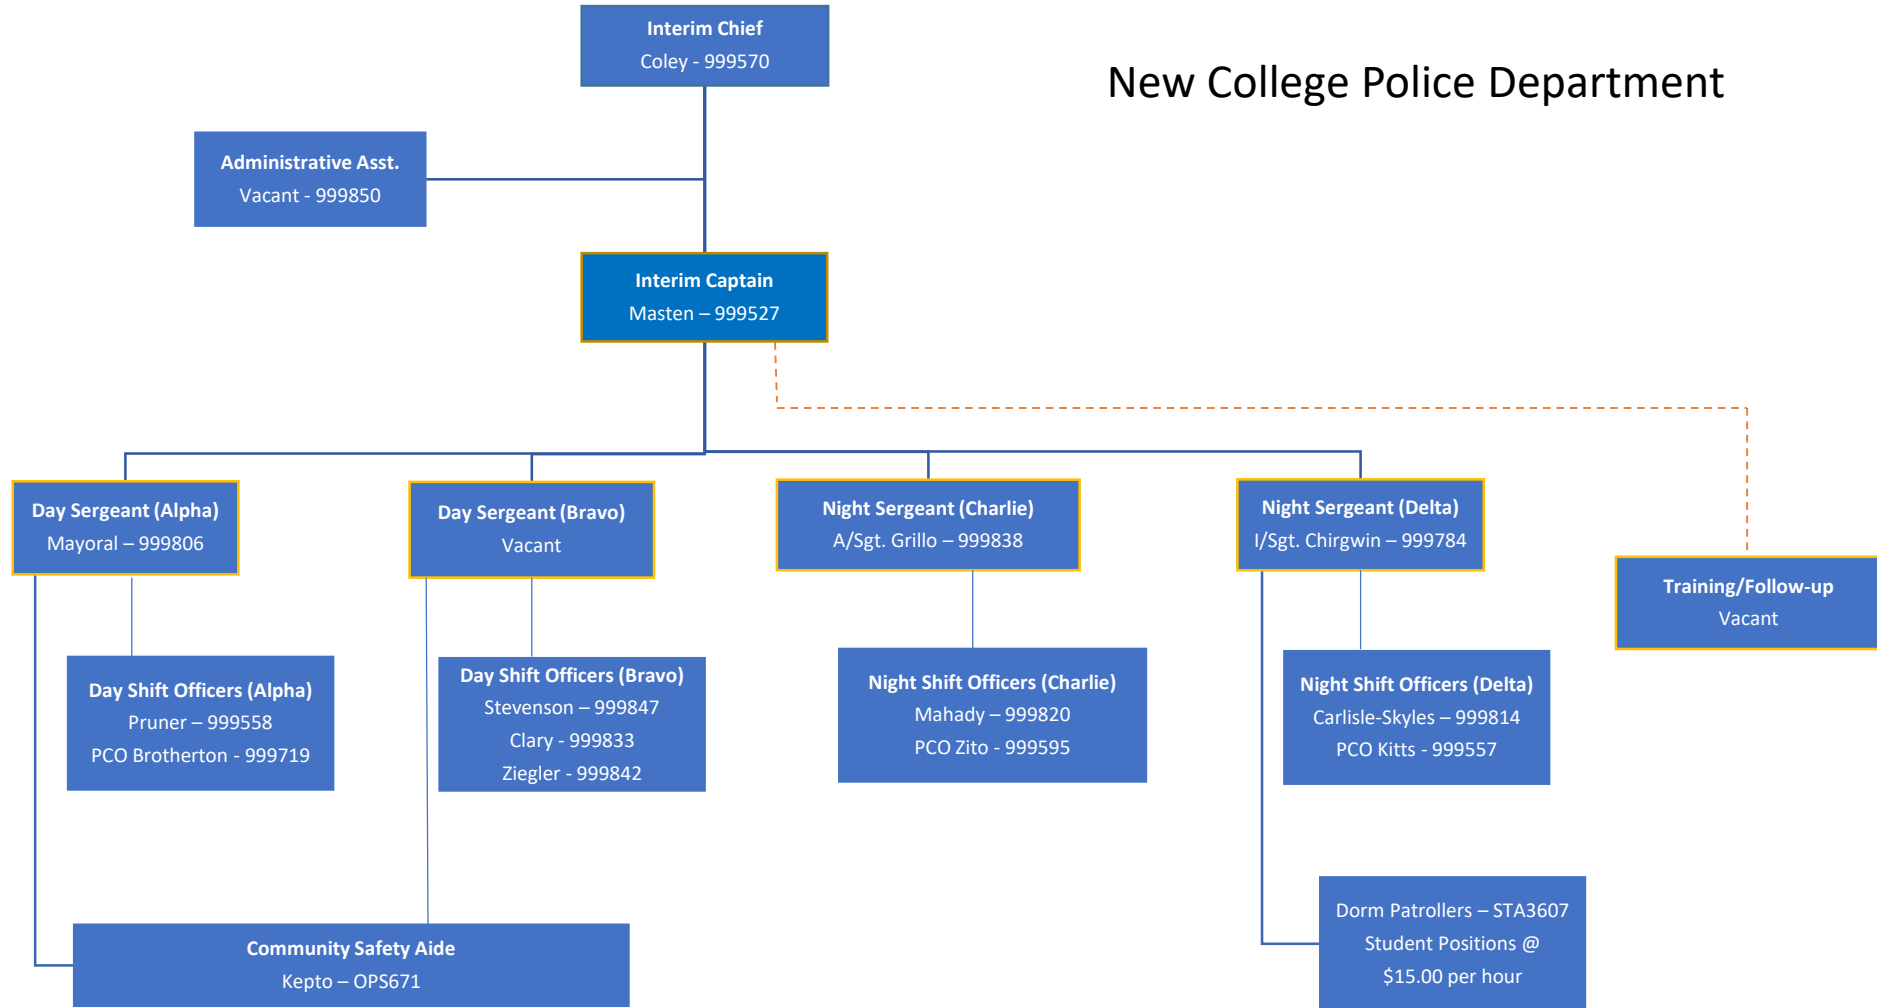 Interim Chief
Coley - 999570
New College Police Department
Administrative Asst.
Vacant - 999850
Interim Captain
Masten – 999527
Day Sergeant (Alpha)
Mayoral – 999806
Day Sergeant (Bravo)
Vacant
Night Sergeant (Charlie)
A/Sgt. Grillo – 999838
Night Sergeant (Delta)
I/Sgt. Chirgwin – 999784
Training/Follow-up
Vacant
Day Shift Officers (Alpha)
Pruner – 999558
PCO Brotherton - 999719
Day Shift Officers (Bravo)
Stevenson – 999847
Clary - 999833
Ziegler - 999842
Night Shift Officers (Charlie)
Mahady – 999820
PCO Zito - 999595
Night Shift Officers (Delta)
Carlisle-Skyles – 999814
PCO Kitts - 999557
Community Safety Aide
Kepto – OPS671
Dorm Patrollers – STA3607
Student Positions @
$15.00 per hour